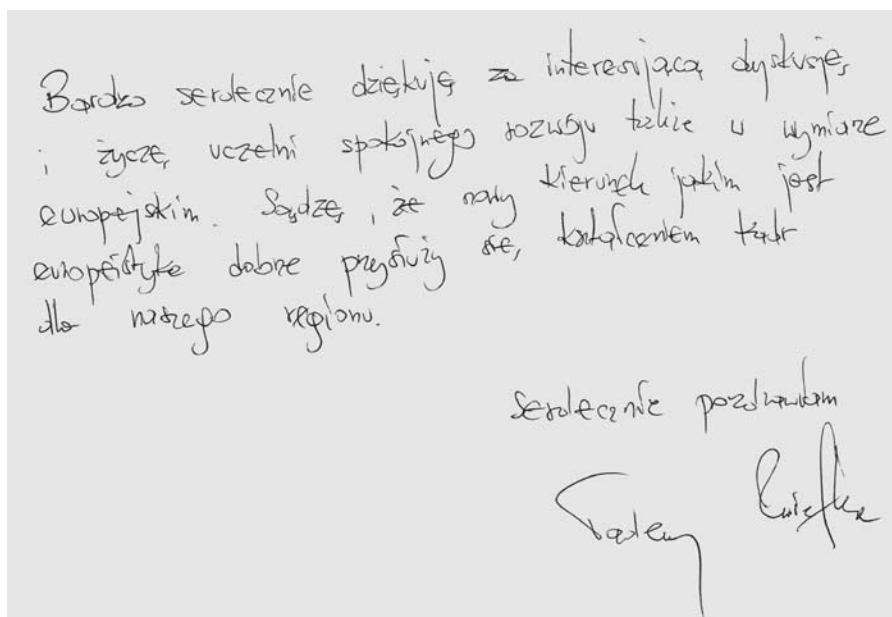 Bardzo serdecznie dziękuję za interesującą dyskusję,
i życzę, uczelni spokojnego rozwoju także w wymiarze
europejskim. Sądzę, że nowy kierunek jakim jest
europeistyka dobrze przysłuży się, kształceniem kadr
dla naszego regionu.
Serdecznie pozdrawiam
Tadeusz